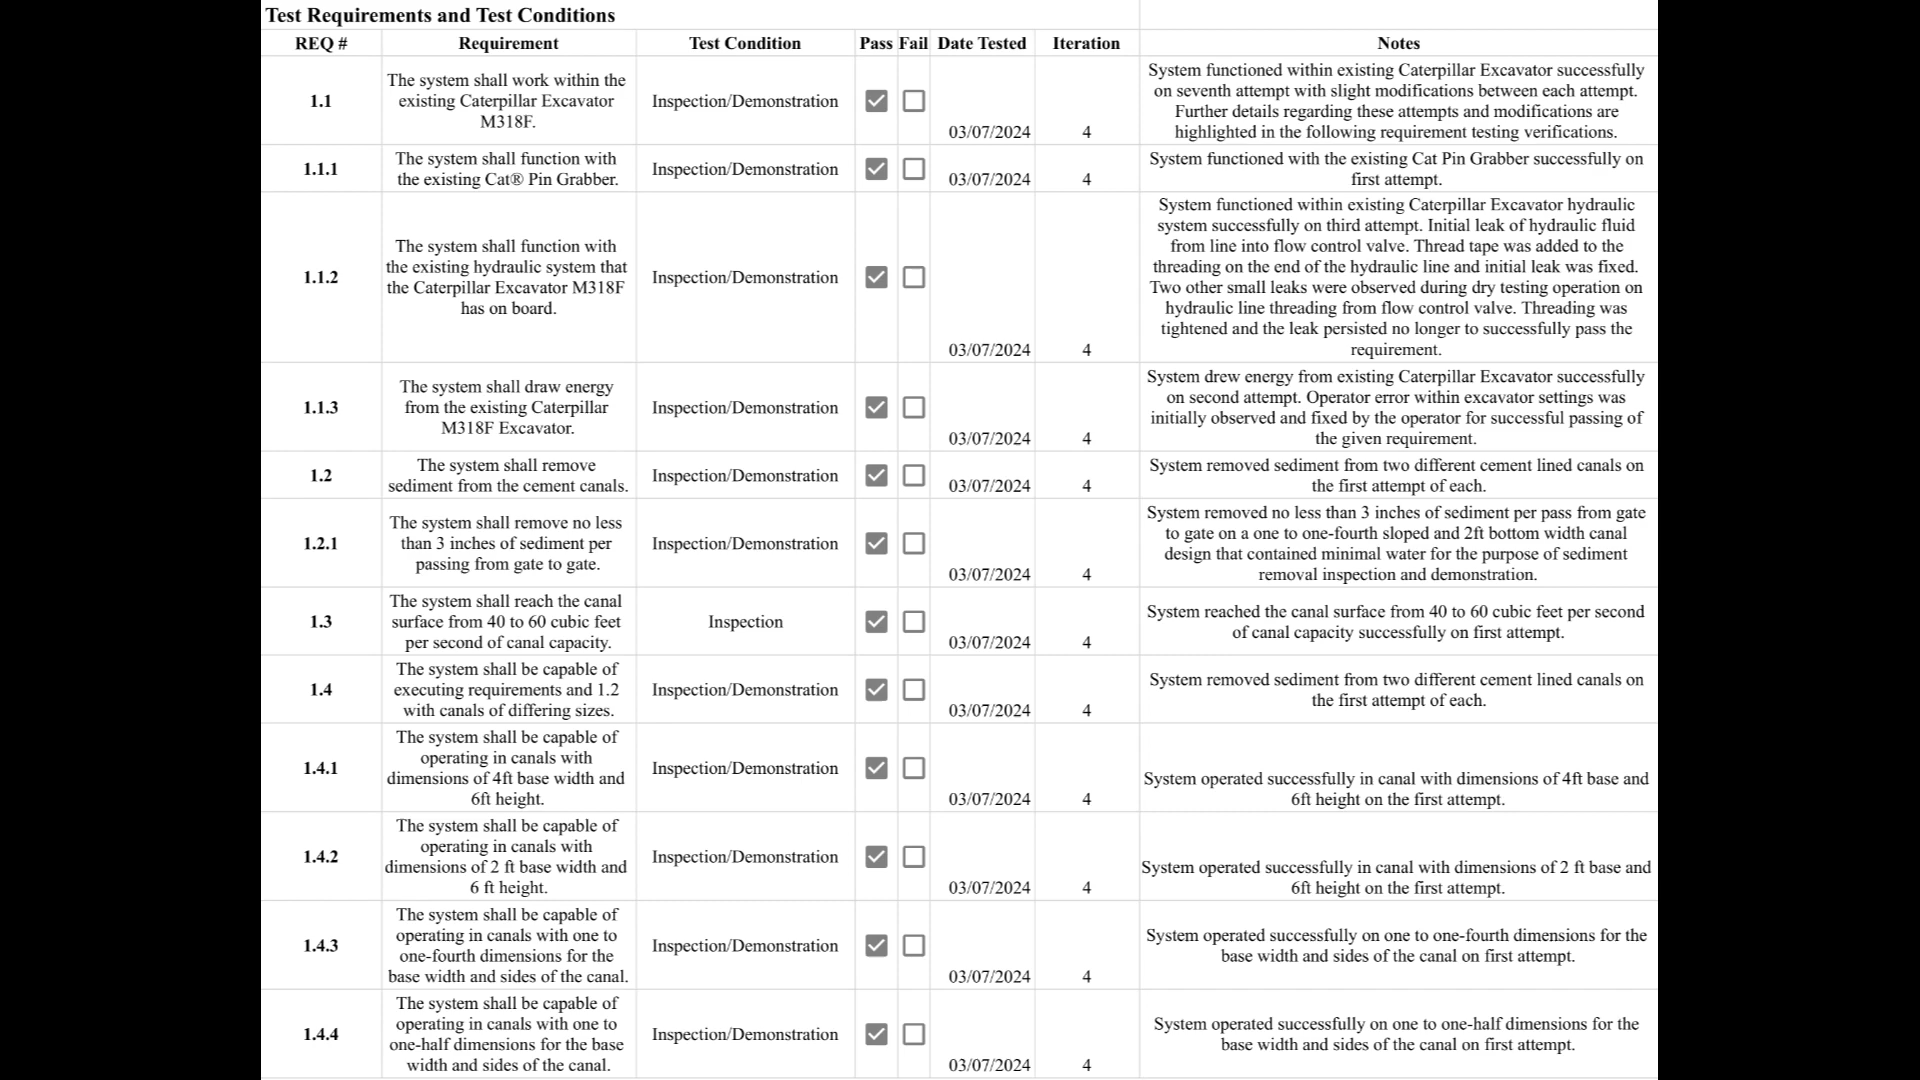 Test Requirements and Test Conditions
REQ # Requirement Test Condition Pass Fail Date Tested Iteration Notes
1.1
The system shall work within the
existing Caterpillar Excavator
M318F.
Inspection/Demonstration
03/07/2024
4
System functioned within existing Caterpillar Excavator successfully
on seventh attempt with slight modifications between each attempt.
Further details regarding these attempts and modifications are
highlighted in the following requirement testing verifications.
1.1.1
The system shall function with
the existing Cat® Pin Grabber.
Inspection/Demonstration
03/07/2024
4
System functioned with the existing Cat Pin Grabber successfully on
first attempt.
1.1.2
The system shall function with
the existing hydraulic system that
the Caterpillar Excavator M318F
has on board.
Inspection/Demonstration
03/07/2024
4
System functioned within existing Caterpillar Excavator hydraulic
system successfully on third attempt. Initial leak of hydraulic fluid
from line into flow control valve. Thread tape was added to the
threading on the end of the hydraulic line and initial leak was fixed.
Two other small leaks were observed during dry testing operation on
hydraulic line threading from flow control valve. Threading was
tightened and the leak persisted no longer to successfully pass the
requirement.
1.1.3
The system shall draw energy
from the existing Caterpillar
M318F Excavator.
Inspection/Demonstration
03/07/2024
4
System drew energy from existing Caterpillar Excavator successfully
on second attempt. Operator error within excavator settings was
initially observed and fixed by the operator for successful passing of
the given requirement.
1.2
The system shall remove
sediment from the cement canals.
Inspection/Demonstration
03/07/2024
4
System removed sediment from two different cement lined canals on
the first attempt of each.
1.2.1
The system shall remove no less
than 3 inches of sediment per
passing from gate to gate.
Inspection/Demonstration
03/07/2024
4
System removed no less than 3 inches of sediment per pass from gate
to gate on a one to one-fourth sloped and 2ft bottom width canal
design that contained minimal water for the purpose of sediment
removal inspection and demonstration.
1.3
The system shall reach the canal
surface from 40 to 60 cubic feet
per second of canal capacity.
Inspection
03/07/2024
4
System reached the canal surface from 40 to 60 cubic feet per second
of canal capacity successfully on first attempt.
1.4
The system shall be capable of
executing requirements and 1.2
with canals of differing sizes.
Inspection/Demonstration
03/07/2024
4
System removed sediment from two different cement lined canals on
the first attempt of each.
1.4.1
The system shall be capable of
operating in canals with
dimensions of 4ft base width and
6ft height.
Inspection/Demonstration
03/07/2024
4
System operated successfully in canal with dimensions of 4ft base and
6ft height on the first attempt.
1.4.2
The system shall be capable of
operating in canals with
dimensions of 2 ft base width and
6 ft height.
Inspection/Demonstration
03/07/2024
4
System operated successfully in canal with dimensions of 2 ft base and
6ft height on the first attempt.
1.4.3
The system shall be capable of
operating in canals with one to
one-fourth dimensions for the
base width and sides of the canal.
Inspection/Demonstration
03/07/2024
4
System operated successfully on one to one-fourth dimensions for the
base width and sides of the canal on first attempt.
1.4.4
The system shall be capable of
operating in canals with one to
one-half dimensions for the base
width and sides of the canal.
Inspection/Demonstration
03/07/2024
4
System operated successfully on one to one-half dimensions for the
base width and sides of the canal on first attempt.